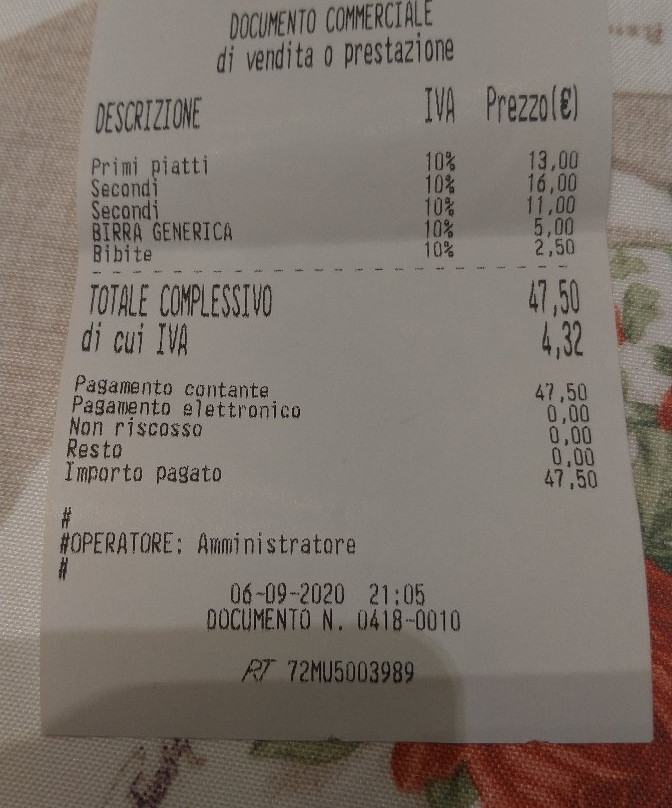 DOCUMENTO COMMERCIALE
di vendita o prestazione
DESCRIZIONE IVA Prezzo(€)
Primi piatti 10% 13,00
Secondi 10% 16,00
Secondi 10% 11,00
BIRRA GENERICA 10% 5,00
Bibite 10% 2,50
TOTALE COMPLESSIVO 47,50
di cui IVA 4,32
Pagamento contante 47,50
Pagamento elettronico 0,00
Non riscosso 0,00
Resto 0,00
Importo pagato 47,50
#
#OPERATORE: Amministratore
#
06-09-2020 21:05
DOCUMENTO N. 0418-0010
RT 72MU5003989